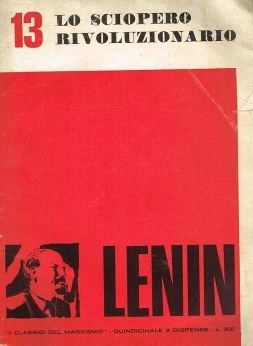 13 LO SCIOPERO
RIVOLUZIONARIO
LENIN
"I CLASSICI DEL MARXISMO" - QUINDICINALE A DISPENSE - L. 300